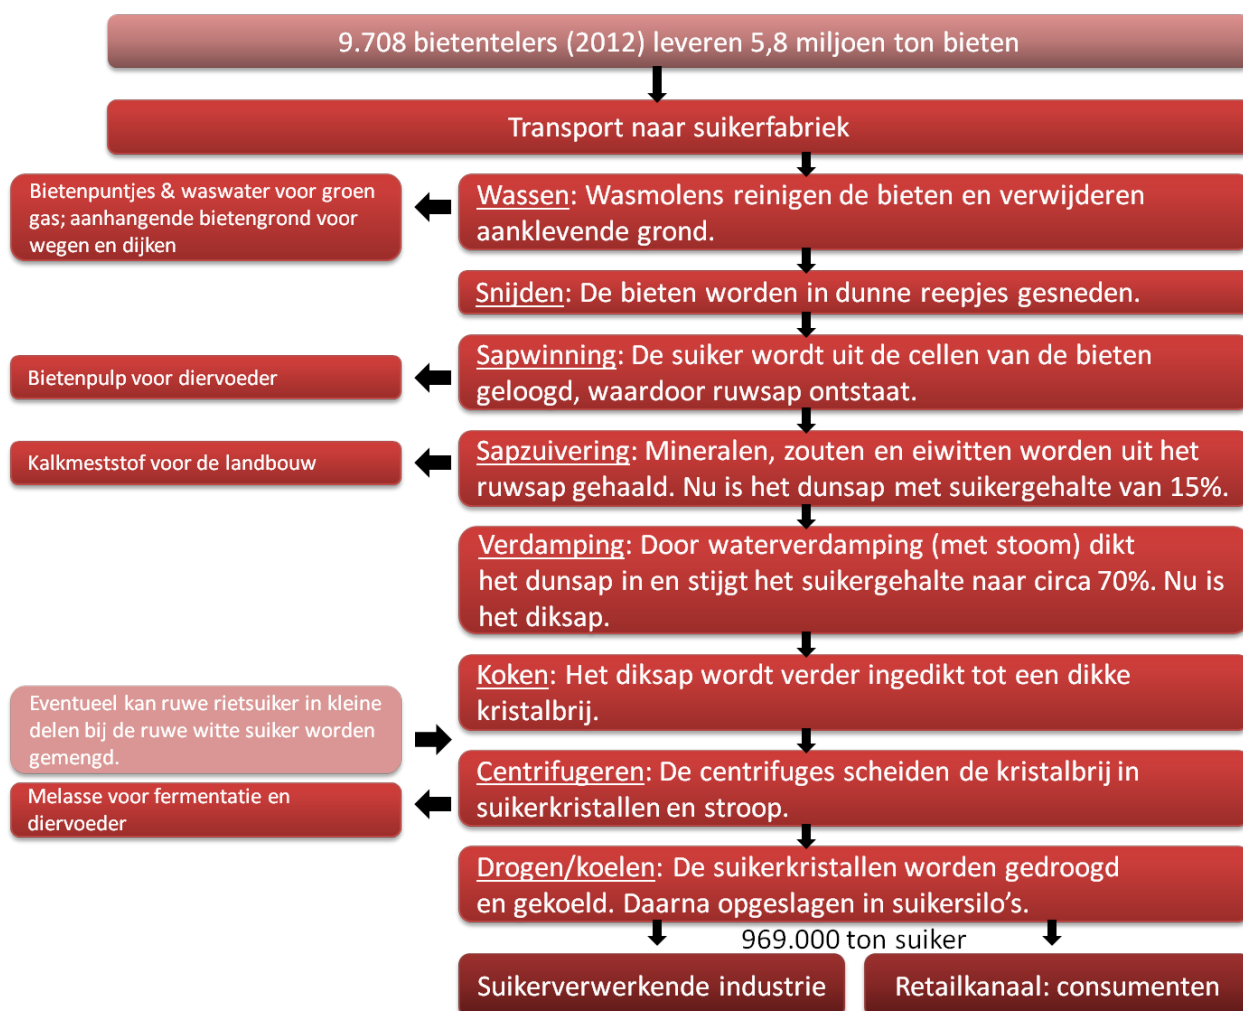 9.708 bietentelers (2012) leveren 5,8 miljoen ton bieten
Transport naar suikerfabriek
Bietenpuntjes & waswater voor groen
gas; aanhangende bietengrond voor
wegen en dijken
Wassen: Wasmolens reinigen de bieten en verwijderen
aanklevende grond.
Snijden: De bieten worden in dunne reepjes gesneden.
Bietenpulp voor diervoeder
Sapwinning: De suiker wordt uit de cellen van de bieten
geloogd, waardoor ruwsap ontstaat.
Kalkmeststof voor de landbouw
Sapzuivering: Mineralen, zouten en eiwitten worden uit het
ruwsap gehaald. Nu is het dunsap met suikergehalte van 15%.
Verdamping: Door waterverdamping (met stoom) dikt
het dunsap in en stijgt het suikergehalte naar circa 70%. Nu is
het diksap.
Koken: Het diksap wordt verder ingedikt tot een dikke
kristalbrij.
Eventueel kan ruwe rietsuiker in kleine
delen bij de ruwe witte suiker worden
gemengd.
Centrifugeren: De centrifuges scheiden de kristalbrij in
suikerkristallen en stroop.
Melasse voor fermentatie en
diervoeder
Drogen/koelen: De suikerkristallen worden gedroogd
en gekoeld. Daarna opgeslagen in suikersilo's.
969.000 ton suiker
Suikerverwerkende industrie
Retailkanaal: consumenten